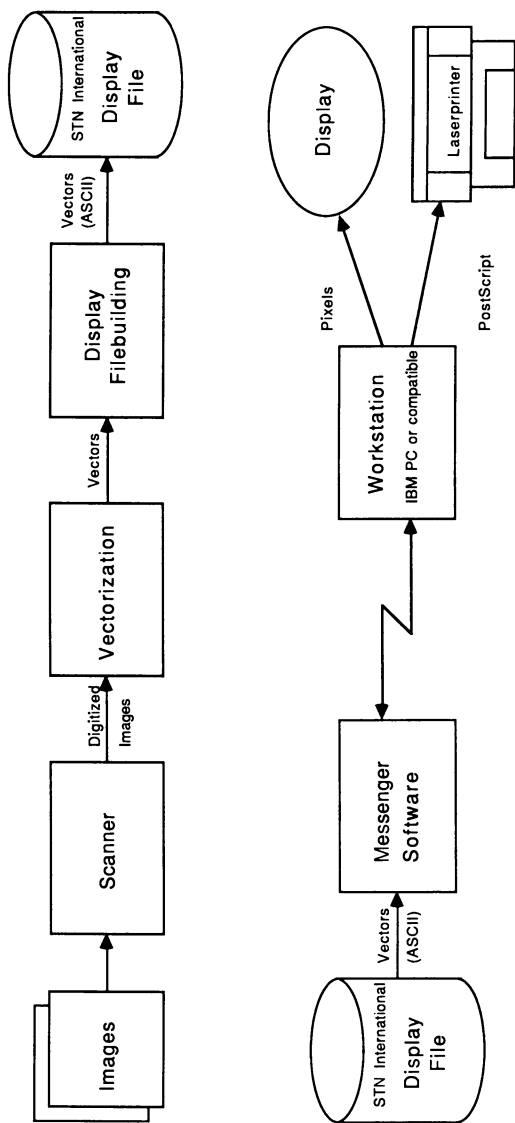 Images
Scanner
Digitized
Images
Vectorization
Vectors
Display
Filebuilding
Vectors
(ASCII)
STN International
Display
File
STN International
Display
File
Vectors
(ASCII)
Messenger
Software
Workstation
IBM PC or compatible
Pixels
PostScript
Display
Laserprinter